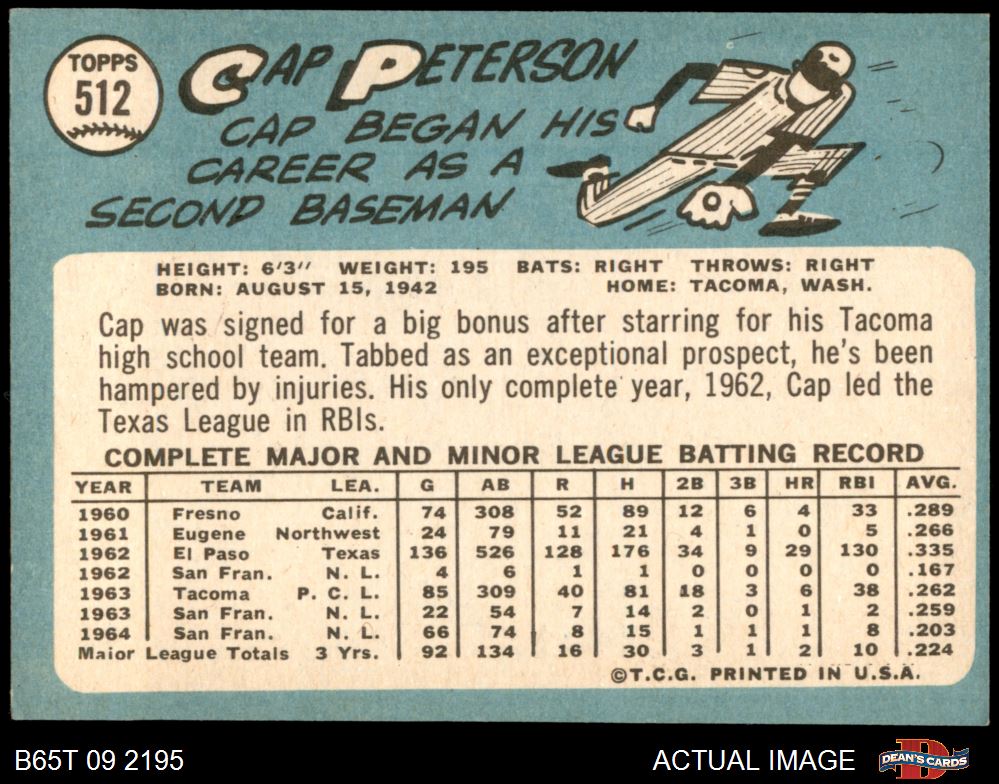 TOPPS
512
CAP PETERSON
CAP BEGAN HIS
CAREER AS A
SECOND BASEMAN
HEIGHT: 6'3" WEIGHT: 195 BATS: RIGHT THROWS: RIGHT
BORN: AUGUST 15, 1942 HOME: TACOMA, WASH.
Cap was signed for a big bonus after starring for his Tacoma
high school team. Tabbed as an exceptional prospect, he's been
hampered by injuries. His only complete year, 1962, Cap led the
Texas League in RBIs.
COMPLETE MAJOR AND MINOR LEAGUE BATTING RECORD
YEAR TEAM LEA. G AB R H 2B 3B HR RBI AVG.
1960 Fresno Calif. 74 308 52 89 12 6 4 33 .289
1961 Eugene Northwest 24 79 11 21 4 1 0 5 .266
1962 El Paso Texas 136 526 128 176 34 9 29 130 .335
1962 San Fran. N. L. 4 6 1 1 0 0 0 0 .167
1963 Tacoma P. C. L. 85 309 40 81 18 3 6 38 .262
1963 San Fran. N. L. 22 54 7 14 2 0 1 2 .259
1964 San Fran. N. L. 66 74 8 15 1 1 1 8 .203
Major League Totals 3 Yrs. 92 134 16 30 3 1 2 10 .224
©T.C.G. PRINTED IN U.S.A.
B65T 09 2195 ACTUAL IMAGE D DEAN'S CARDS